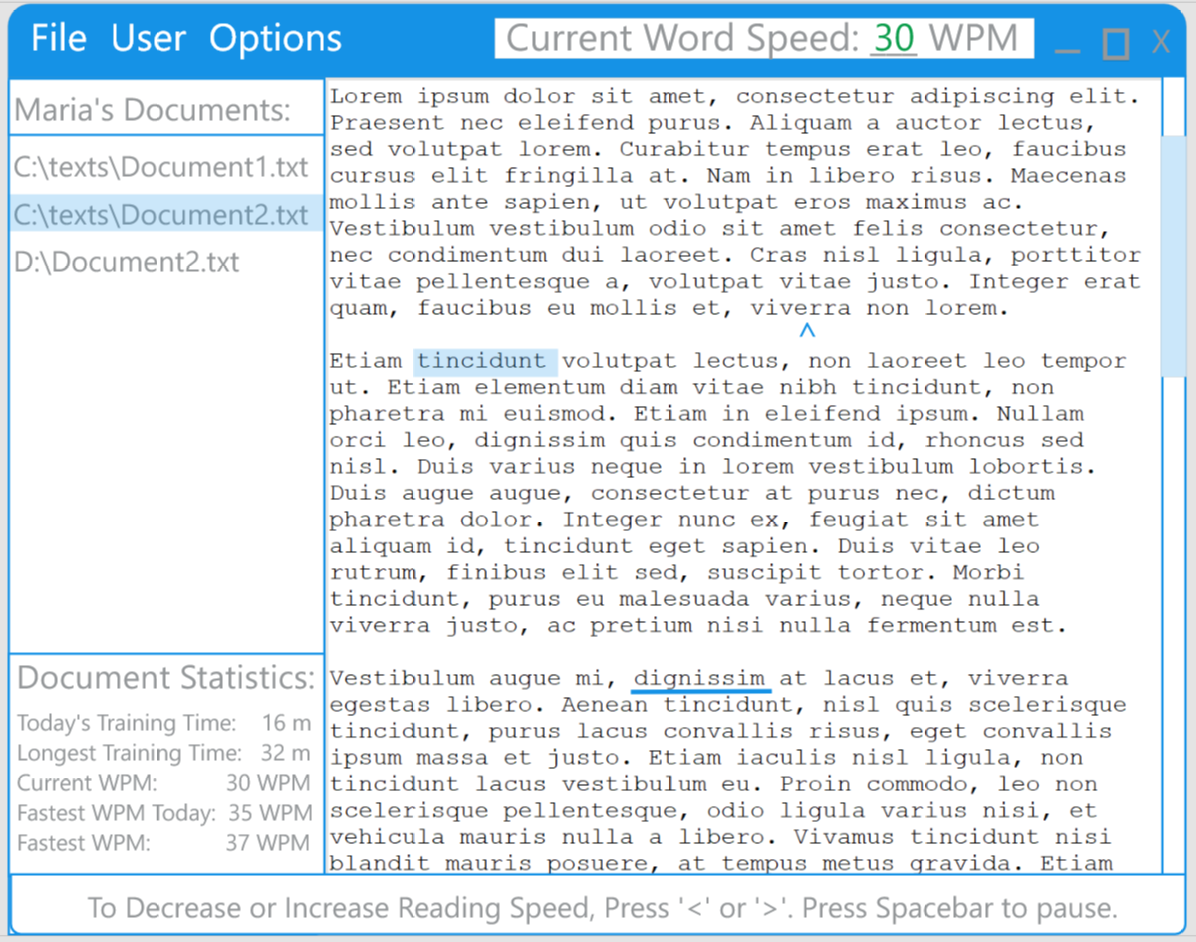 File User Options
Current Word Speed: 30 WPM
X
Maria's Documents:
C:\texts\Document1.txt
C:\texts\Document2.txt
D:\Document2.txt
Lorem ipsum dolor sit amet, consectetur adipiscing elit.
Praesent nec eleifend purus. Aliquam a auctor lectus,
sed volutpat lorem. Curabitur tempus erat leo, faucibus
cursus elit fringilla at. Nam in libero risus. Maecenas
mollis ante sapien, ut volutpat eros maximus ac.
Vestibulum vestibulum odio sit amet felis consectetur,
nec condimentum dui laoreet. Cras nisl ligula, porttitor
vitae pellentesque a, volutpat vitae justo. Integer erat
quam, faucibus eu mollis et, viverra non lorem.
^
Etiam tincidunt volutpat lectus, non laoreet leo tempor
ut. Etiam elementum diam vitae nibh tincidunt, non
pharetra mi euismod. Etiam in eleifend ipsum. Nullam
orci leo, dignissim quis condimentum id, rhoncus sed
nisl. Duis varius neque in lorem vestibulum lobortis.
Duis augue augue, consectetur at purus nec, dictum
pharetra dolor. Integer nunc ex, feugiat sit amet
aliquam id, tincidunt eget sapien. Duis vitae leo
rutrum, finibus elit sed, suscipit tortor. Morbi
tincidunt, purus eu malesuada varius, neque nulla
viverra justo, ac pretium nisi nulla fermentum est.
Vestibulum augue mi, dignissim at lacus et, viverra
egestas libero. Aenean tincidunt, nisl quis scelerisque
tincidunt, purus lacus convallis risus, eget convallis
ipsum massa et justo. Etiam iaculis nisl ligula, non
tincidunt lacus vestibulum eu. Proin commodo, leo non
scelerisque pellentesque, odio ligula varius nisi, et
vehicula mauris nulla a libero. Vivamus tincidunt nisi
blandit mauris posuere, at tempus metus gravida. Etiam
Document Statistics:
Today's Training Time: 16 m
Longest Training Time: 32 m
Current WPM: 30 WPM
Fastest WPM Today: 35 WPM
Fastest WPM: 37 WPM
To Decrease or Increase Reading Speed, Press '<' or '>'. Press Spacebar to pause.